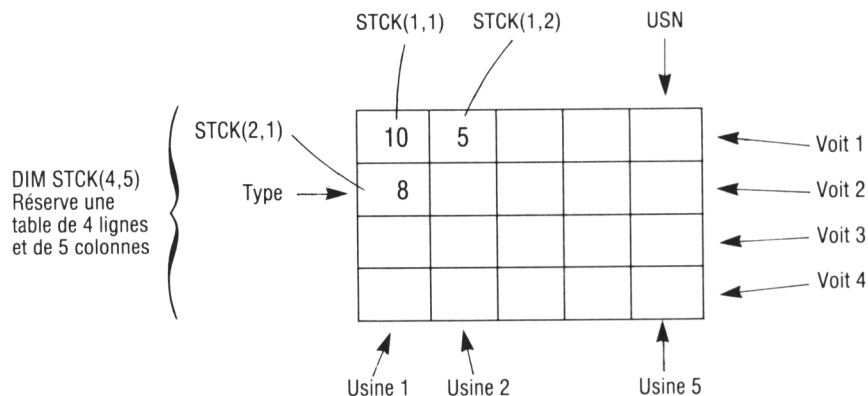 STCK(1,1) STCK(1,2) USN
STCK(2,1) 10 5 Voit 1
DIM STCK(4,5)
Réserve une
table de 4 lignes
et de 5 colonnes
Type 8 Voit 2
Voit 3
Voit 4
Usine 1 Usine 2 Usine 5